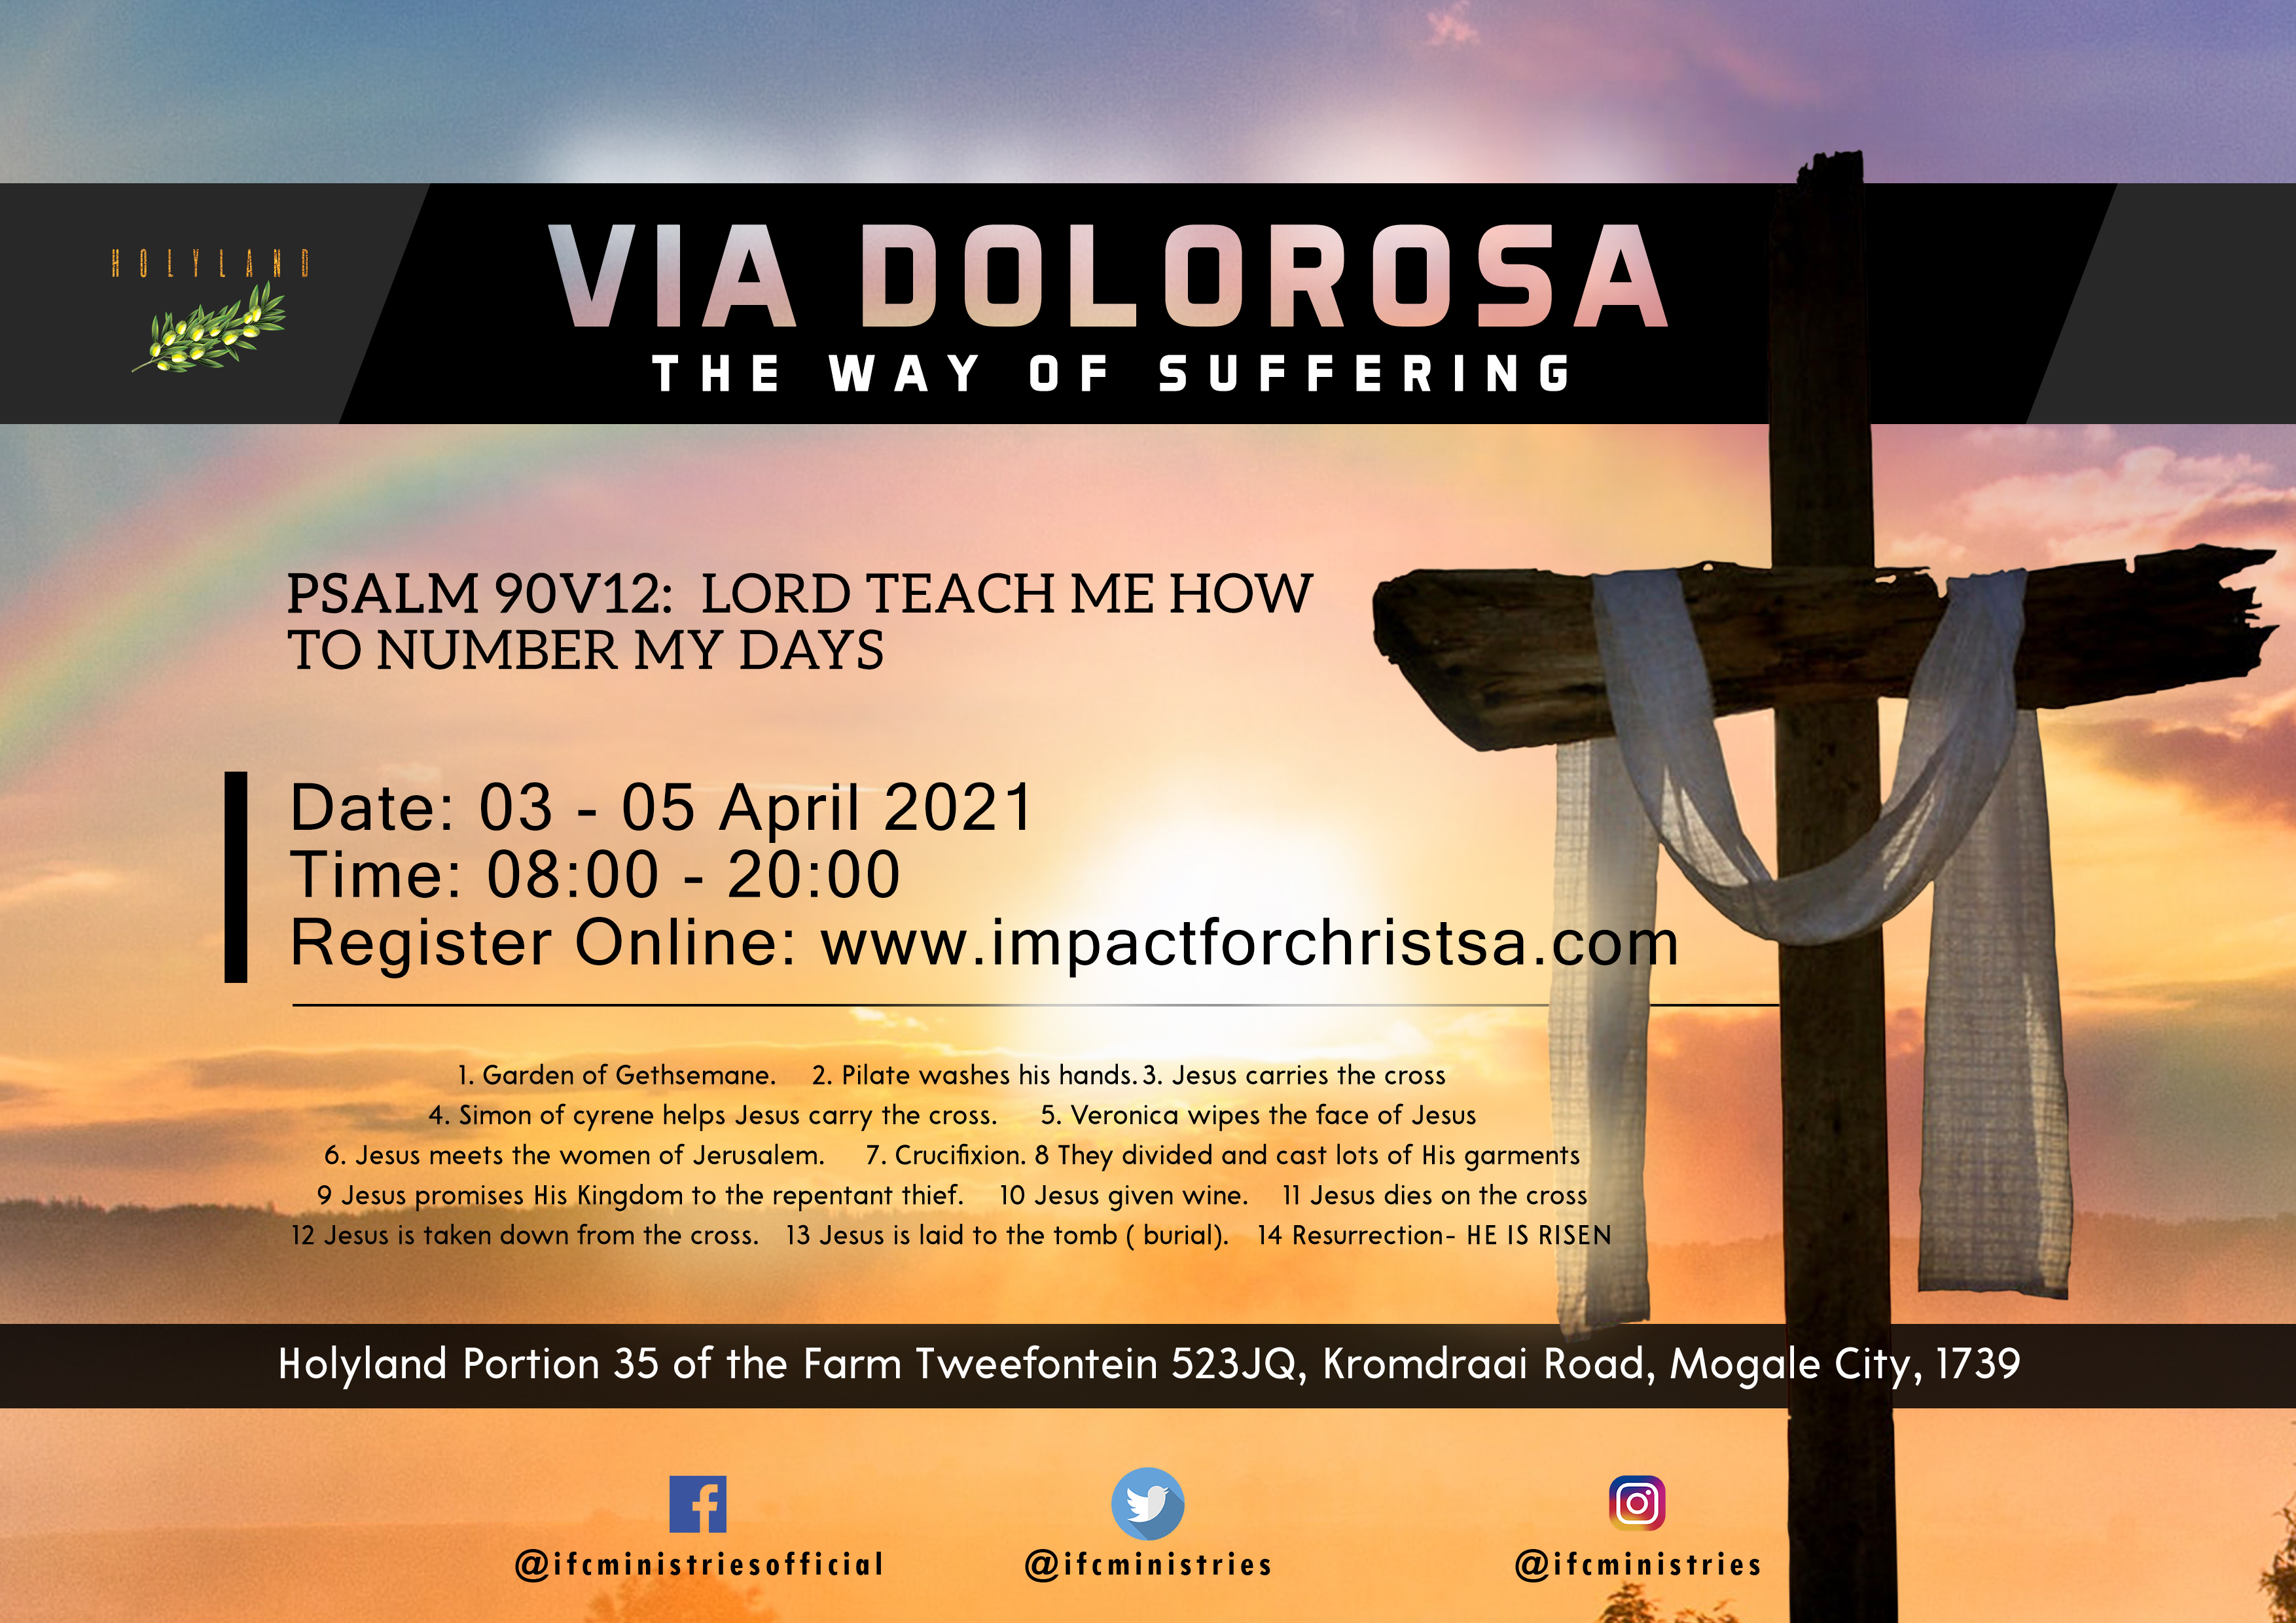 HOLYLAND
VIA DOLOROSA
THE WAY OF SUFFERING
PSALM 90V12: LORD TEACH ME HOW
TO NUMBER MY DAYS
Date: 03 - 05 April 2021
Time: 08:00 - 20:00
Register Online: www.impactforchristsa.com
1. Garden of Gethsemane. 2. Pilate washes his hands. 3. Jesus carries the cross
4. Simon of cyrene helps Jesus carry the cross. 5. Veronica wipes the face of Jesus
6. Jesus meets the women of Jerusalem. 7. Crucifixion. 8 They divided and cast lots of His garments
9 Jesus promises His Kingdom to the repentant thief. 10 Jesus given wine. 11 Jesus dies on the cross
12 Jesus is taken down from the cross. 13 Jesus is laid to the tomb ( burial). 14 Resurrection- HE IS RISEN
Holyland Portion 35 of the Farm Tweefontein 523JQ, Kromdraai Road, Mogale City, 1739
@ifcministriesofficial
@ifcministries
@ifcministries